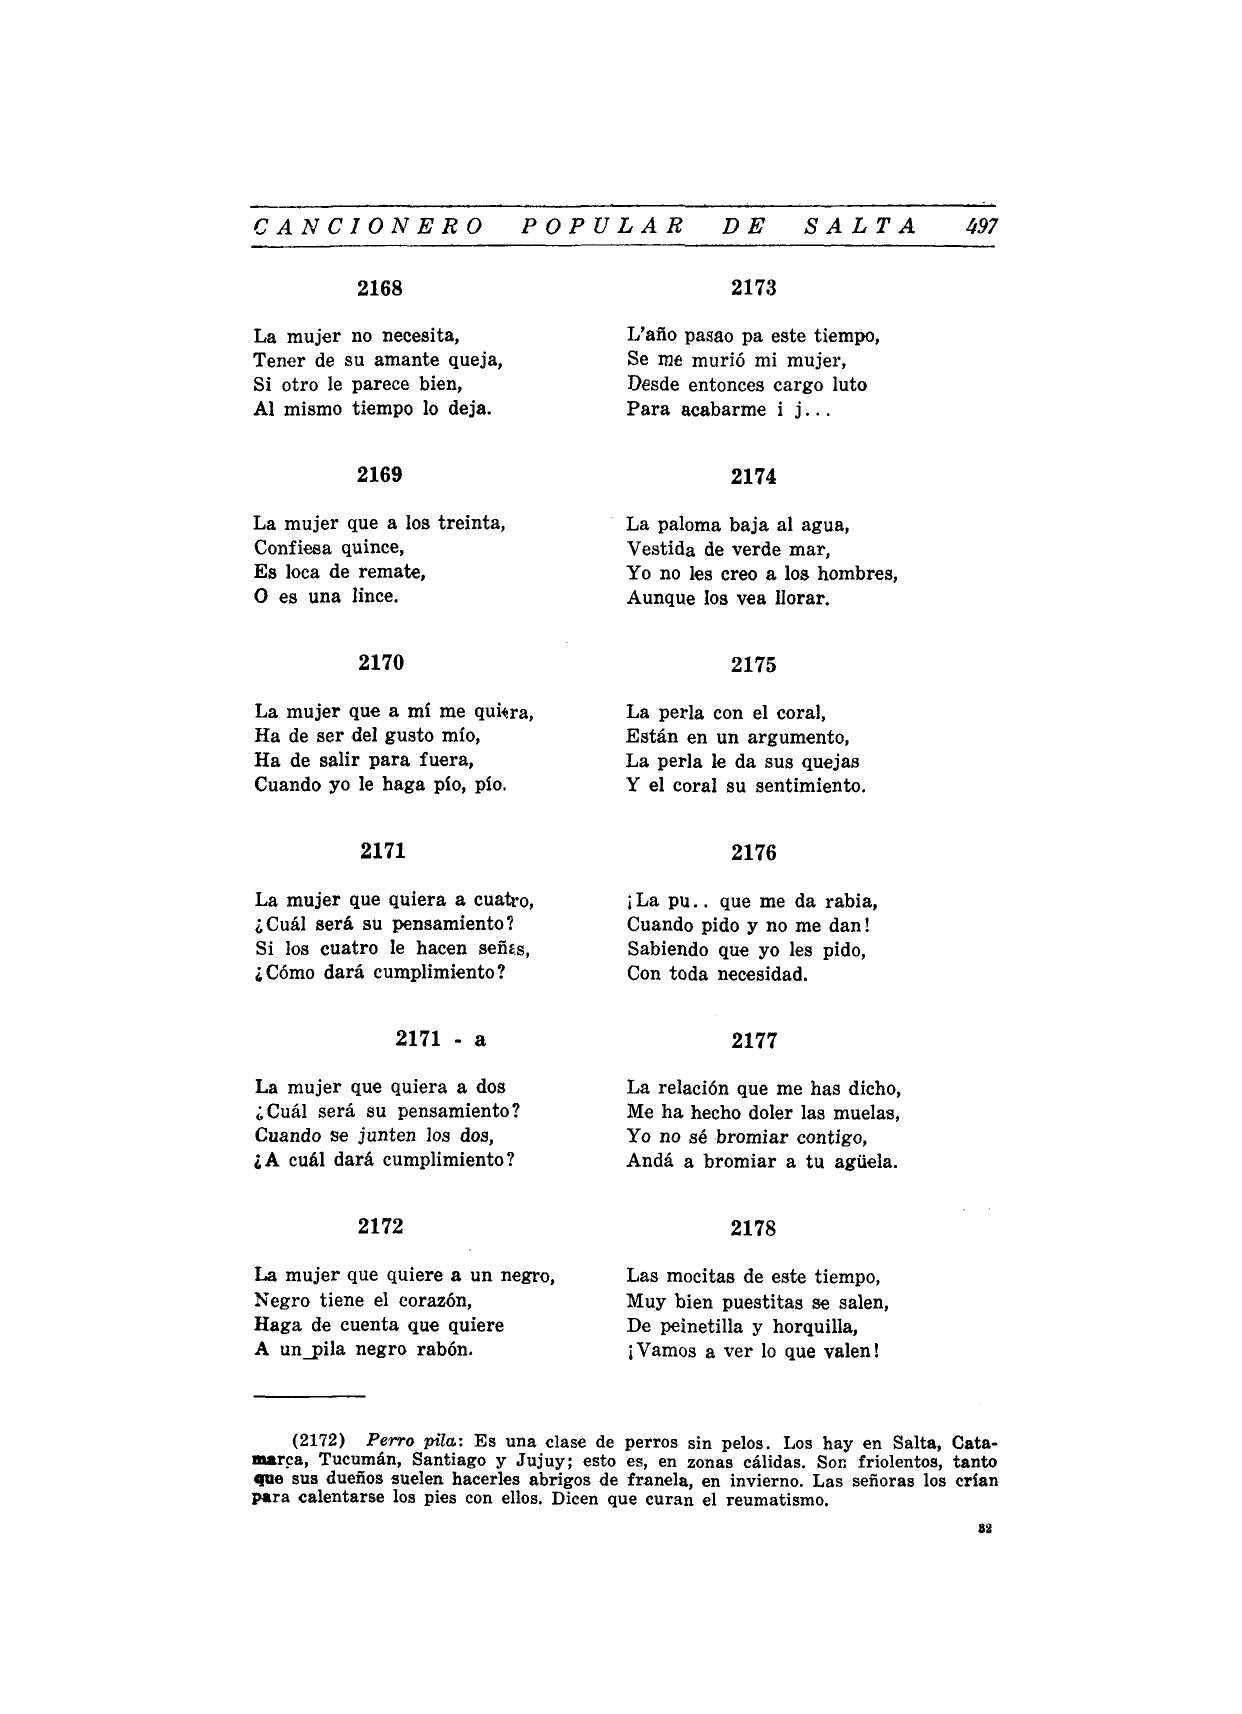 CANCIONERO POPULAR DE SALTA 497
2168
La mujer no necesita,
Tener de su amante queja,
Si otro le parece bien,
Al mismo tiempo lo deja.
2169
La mujer que a los treinta,
Confiesa quince,
Es loca de remate,
O es una lince.
2170
La mujer que a mí me quiera,
Ha de ser del gusto mío,
Ha de salir para fuera,
Cuando yo le haga pío, pío.
2171
La mujer que quiera a cuatro,
¿Cuál será su pensamiento?
Si los cuatro le hacen señas,
¿Cómo dará cumplimiento?
2171 - a
La mujer que quiera a dos
¿Cuál será su pensamiento?
Cuando se junten los dos,
¿A cuál dará cumplimiento?
2172
La mujer que quiere a un negro,
Negro tiene el corazón,
Haga de cuenta que quiere
A un pila negro rabón.
2173
L'año pasao pa este tiempo,
Se me murió mi mujer,
Desde entonces cargo luto
Para acabarme i j...
2174
La paloma baja al agua,
Vestida de verde mar,
Yo no les creo a los hombres,
Aunque los vea llorar.
2175
La perla con el coral,
Están en un argumento,
La perla le da sus quejas
Y el coral su sentimiento.
2176
¡La pu.. que me da rabia,
Cuando pido y no me dan!
Sabiendo que yo les pido,
Con toda necesidad.
2177
La relación que me has dicho,
Me ha hecho doler las muelas,
Yo no sé bromiar contigo,
Andá a bromiar a tu agüela.
2178
Las mocitas de este tiempo,
Muy bien puestitas se salen,
De peinetilla y horquilla,
¡Vamos a ver lo que valen!
(2172) Perro pila: Es una clase de perros sin pelos. Los hay en Salta, Cata-
marca, Tucumán, Santiago y Jujuy; esto es, en zonas cálidas. Son friolentos, tanto
que sus dueños suelen hacerles abrigos de franela, en invierno. Las señoras los crían
para calentarse los pies con ellos. Dicen que curan el reumatismo.
32